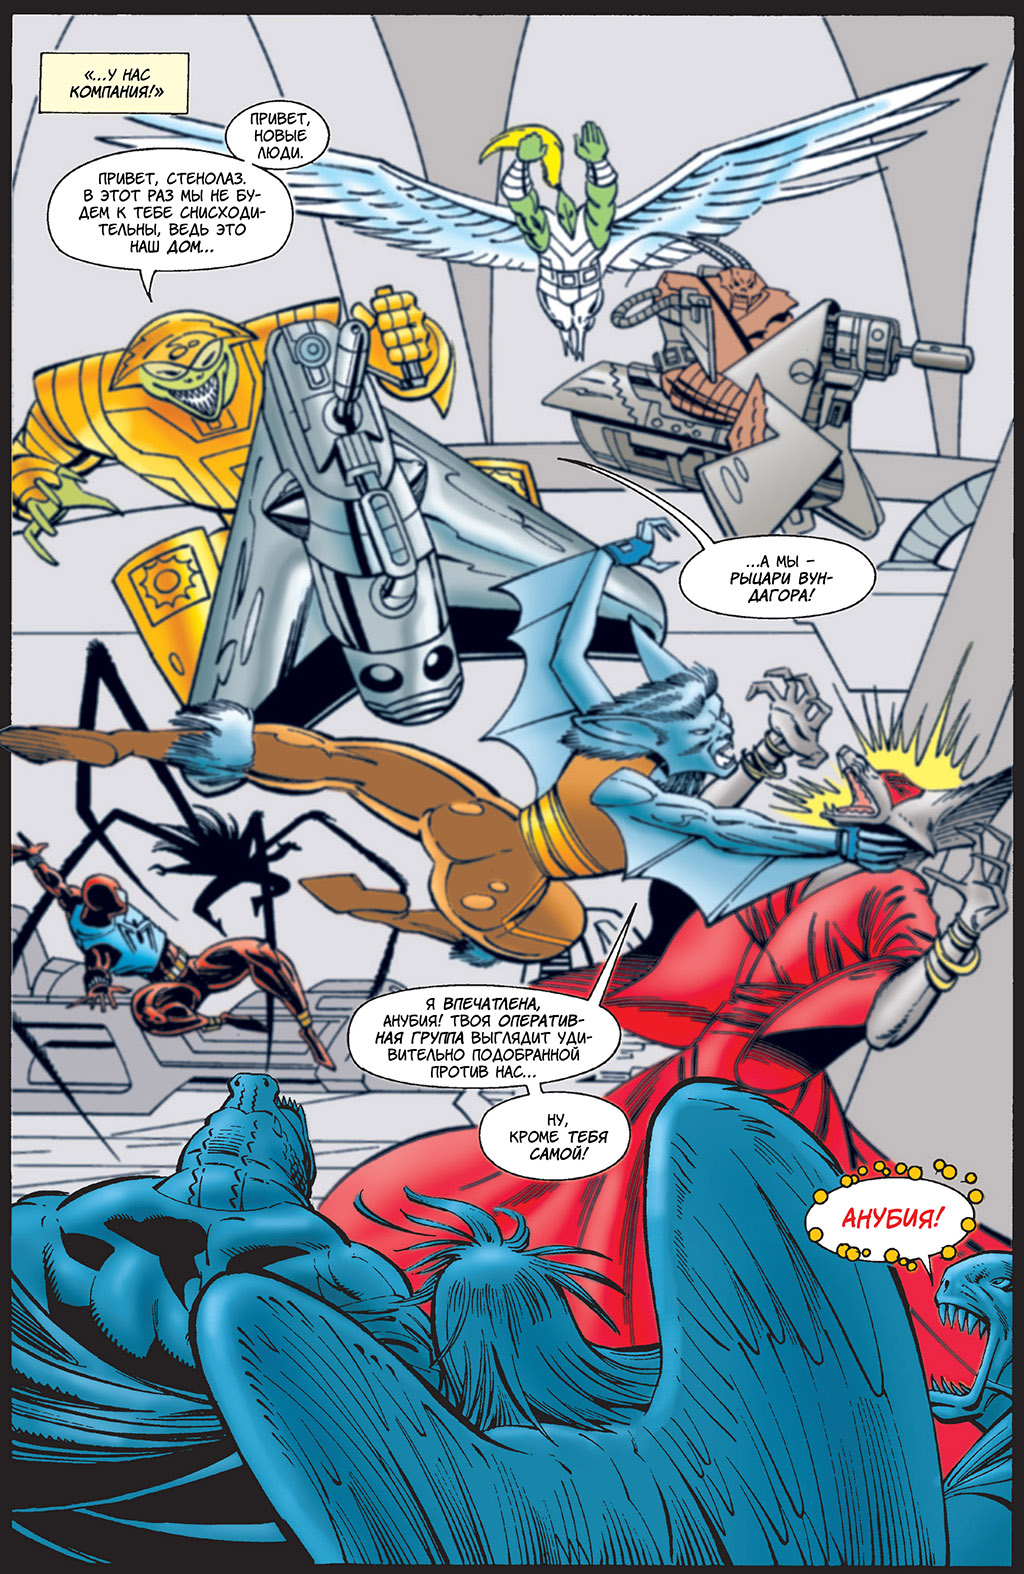 «...У НАС
КОМПАНИЯ!»
ПРИВЕТ,
НОВЫЕ
ЛЮДИ.
ПРИВЕТ, СТЕНОЛАЗ.
В ЭТОТ РАЗ МЫ НЕ БУ-
ДЕМ К ТЕБЕ СНИСХОДИ-
ТЕЛЬНЫ, ВЕДЬ ЭТО
НАШ ДОМ...
...А МЫ –
РЫЦАРИ ВУН-
ДАГОРА!
Я ВПЕЧАТЛЕНА,
АНУБИЯ! ТВОЯ ОПЕРАТИВ-
НАЯ ГРУППА ВЫГЛЯДИТ УДИ-
ВИТЕЛЬНО ПОДОБРАННОЙ
ПРОТИВ НАС...
НУ,
КРОМЕ ТЕБЯ
САМОЙ!
АНУБИЯ!